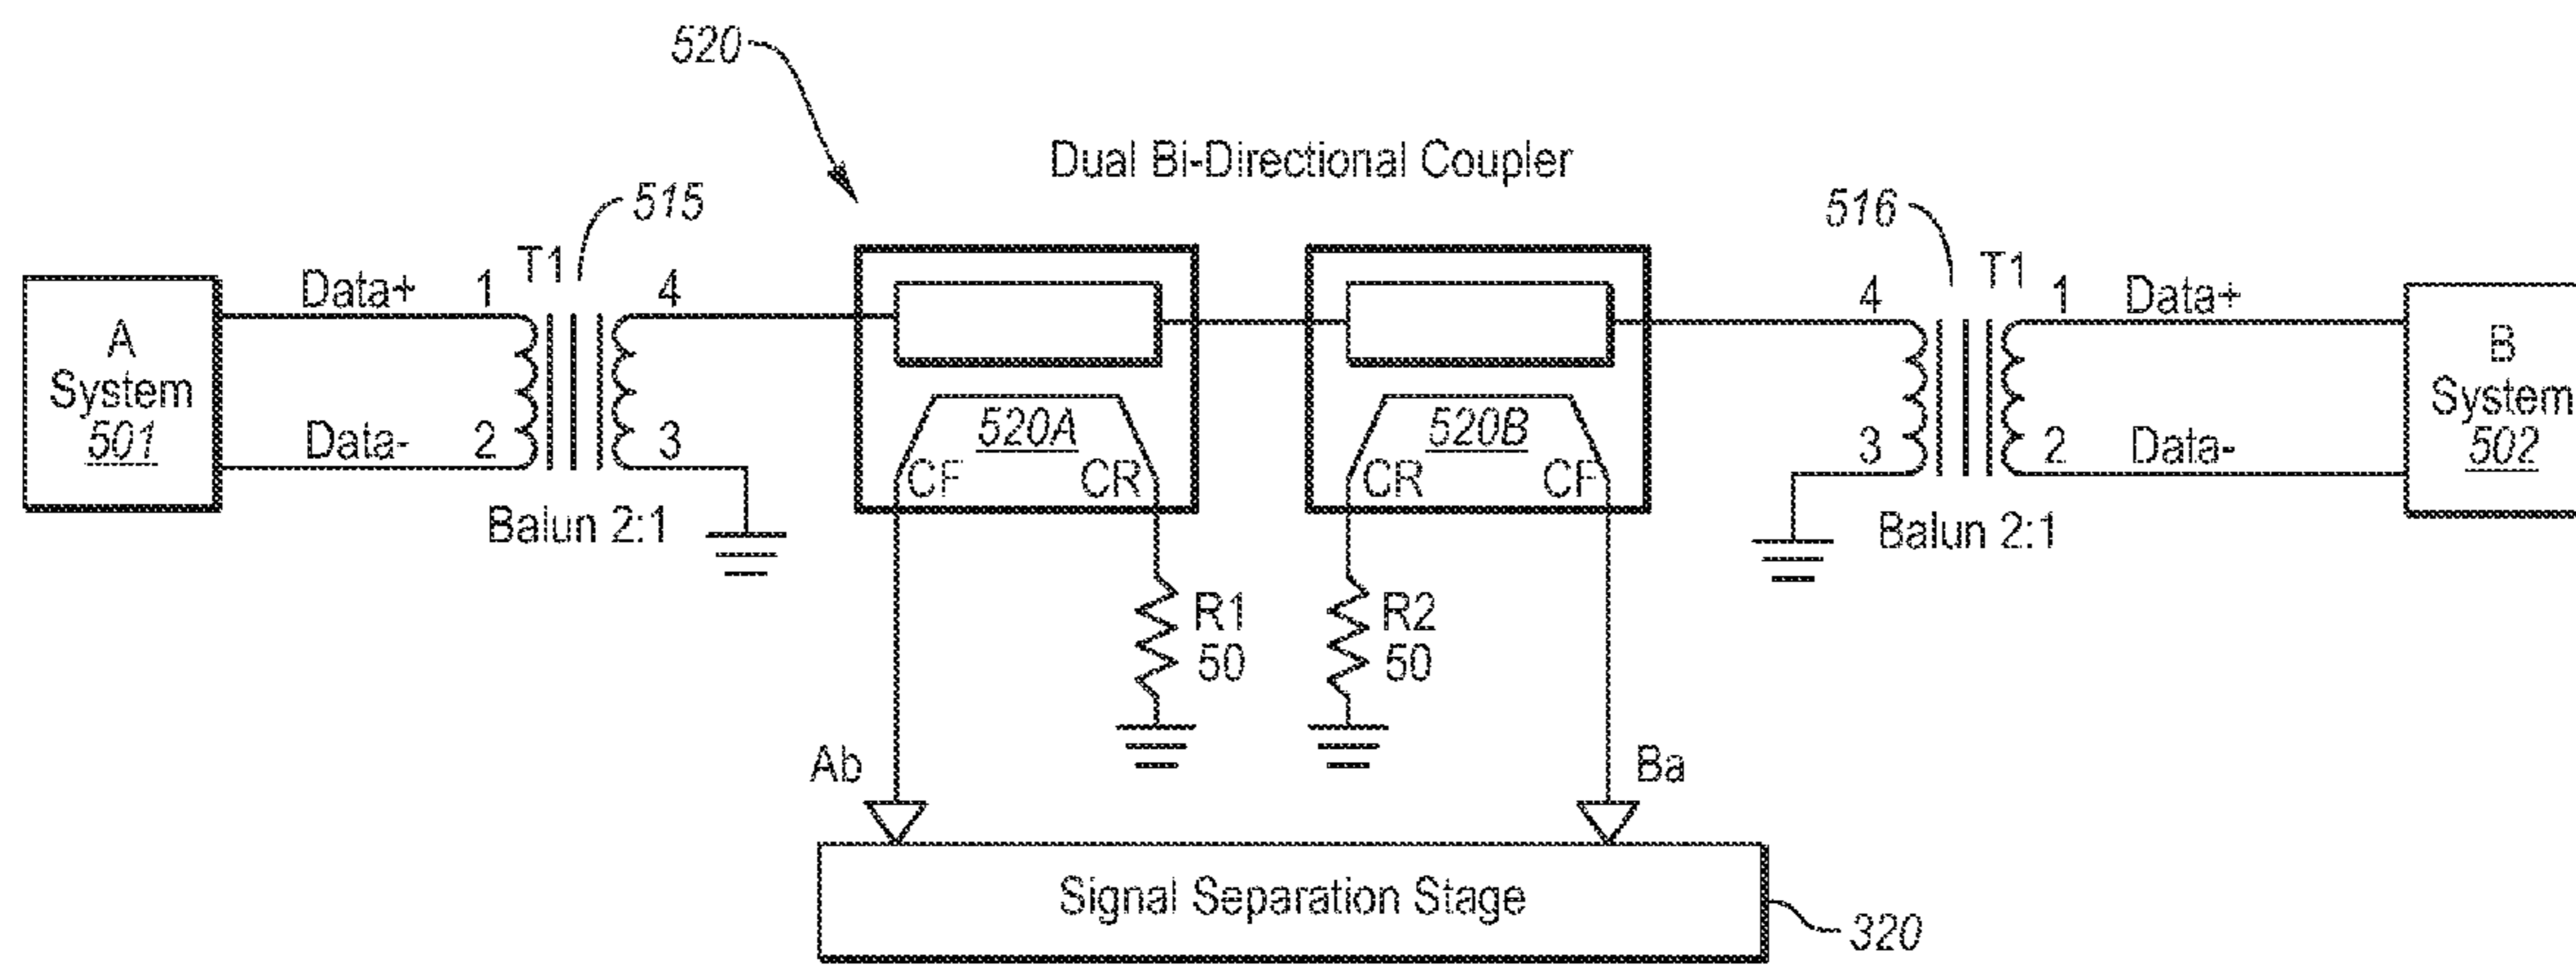 520
Dual Bi-Directional Coupler
515
516
T1
T1
A
System
501
Data+
1
4
Data-
2
3
Balun 2:1
520A
CF
CR
520B
CR
CF
4
1
Data+
3
2
Data-
Balun 2:1
B
System
502
R1
50
R2
50
Ab
Ba
Signal Separation Stage
320